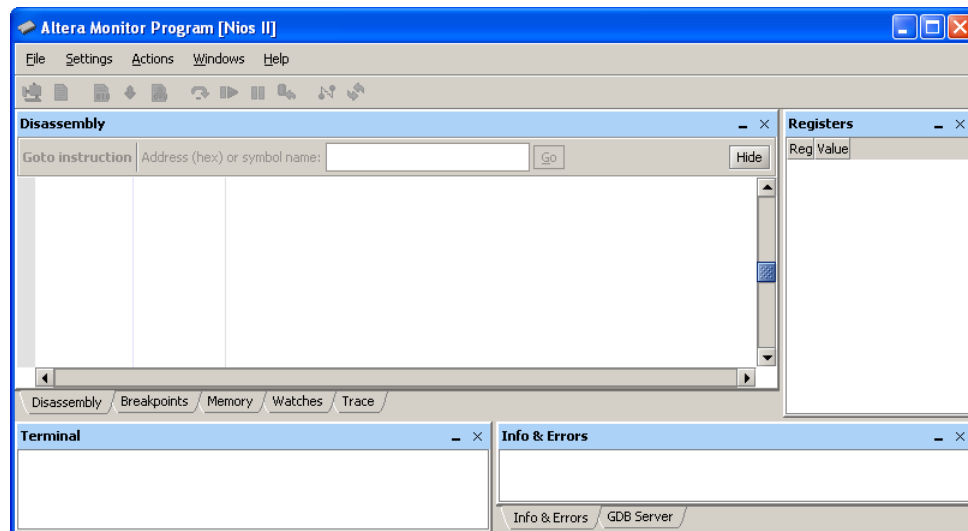 Altera Monitor Program [Nios II]
File Settings Actions Windows Help
Disassembly
Goto instruction Address (hex) or symbol name: Go Hide
Registers
Reg Value
Disassembly Breakpoints Memory Watches Trace
Terminal
Info & Errors
Info & Errors GDB Server